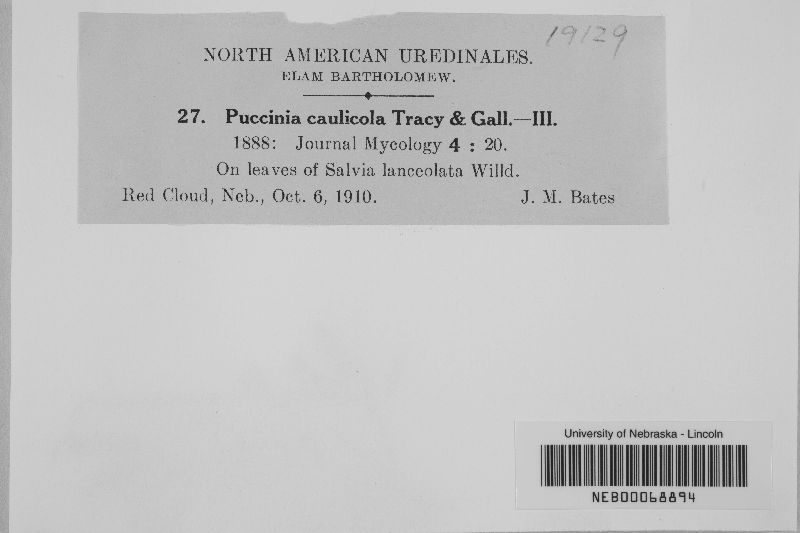 19129
NORTH AMERICAN UREDINALES.
ELAM BARTHOLOMEW.
27. Puccinia caulicola Tracy & Gall.—III.
1888: Journal Mycology 4 : 20.
On leaves of Salvia lanceolata Willd.
Red Cloud, Neb., Oct. 6, 1910. J. M. Bates
University of Nebraska - Lincoln
NEB00068894